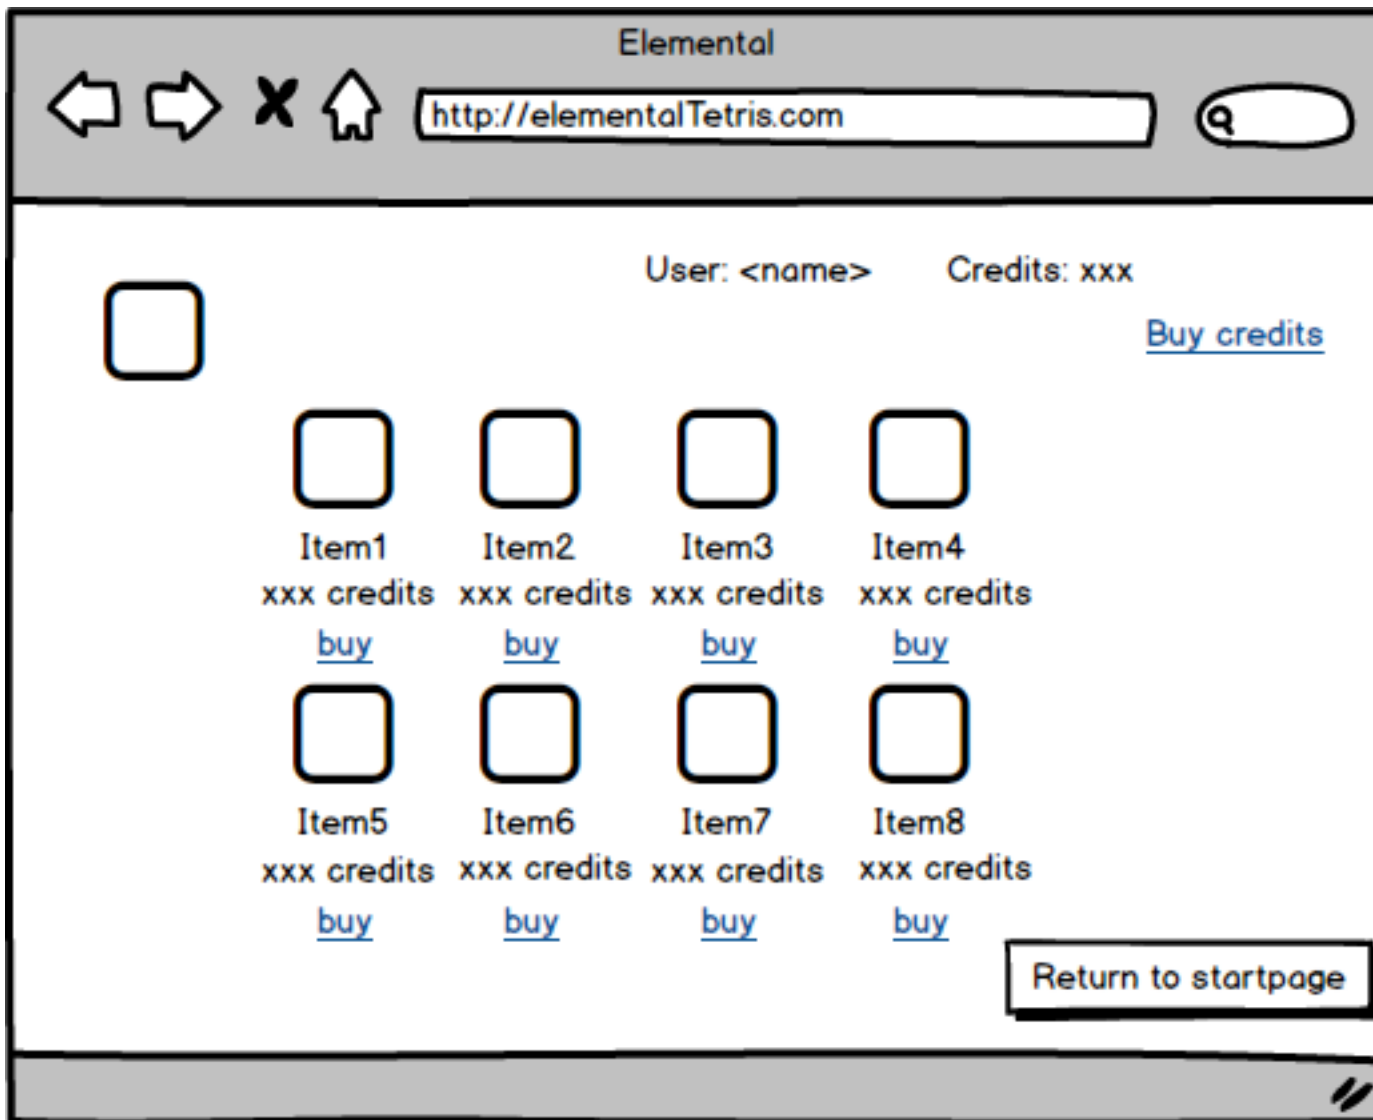 Elemental
http://elementalTetris.com
User: <name> Credits: xxx
Buy credits
Item1 Item2 Item3 Item4
xxx credits xxx credits xxx credits xxx credits
buy buy buy buy
Item5 Item6 Item7 Item8
xxx credits xxx credits xxx credits xxx credits
buy buy buy buy
Return to startpage